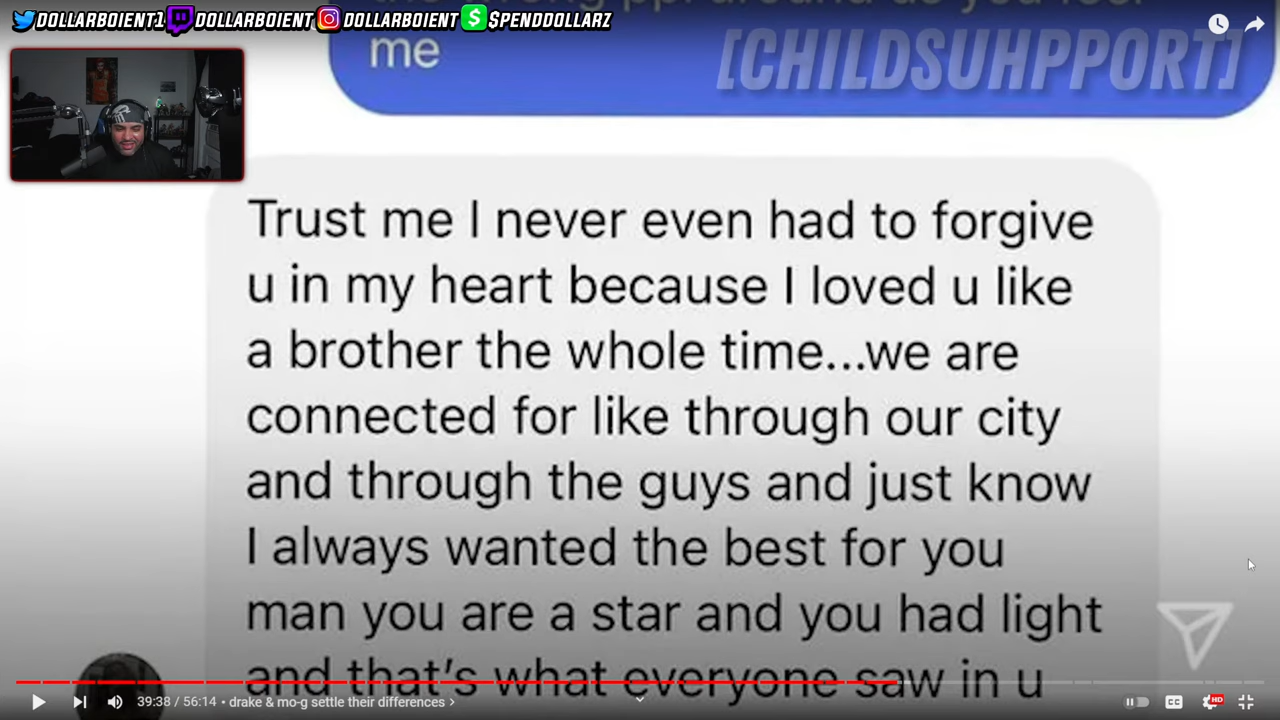 DOLLARBOIENT1 DOLLARBOIENT DOLLARBOIENT $PENDDOLLARZ
me
[CHILDSUHPPORT]
Trust me I never even had to forgive
u in my heart because I loved u like
a brother the whole time...we are
connected for like through our city
and through the guys and just know
I always wanted the best for you
man you are a star and you had light
and that's what everyone saw in u
39:38 / 56:14 • drake & mo-g settle their differences >
CC
HD